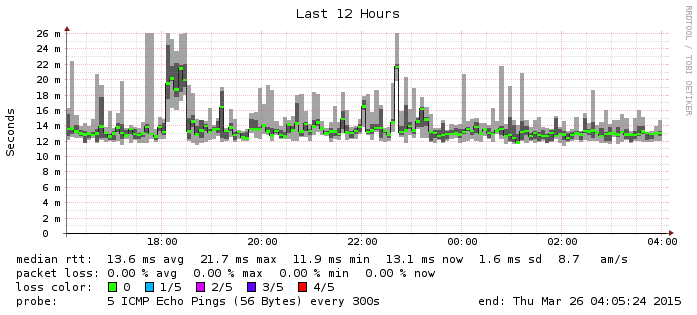 Last 12 Hours
RRDTOOL / TOBI OETIKER
Seconds
26 m
24 m
22 m
20 m
18 m
16 m
14 m
12 m
10 m
8 m
6 m
4 m
2 m
0
18:00 20:00 22:00 00:00 02:00 04:00
median rtt: 13.6 ms avg 21.7 ms max 11.9 ms min 13.1 ms now 1.6 ms sd 8.7 am/s
packet loss: 0.00 % avg 0.00 % max 0.00 % min 0.00 % now
loss color: 0 1/5 2/5 3/5 4/5
probe: 5 ICMP Echo Pings (56 Bytes) every 300s end: Thu Mar 26 04:05:24 2015